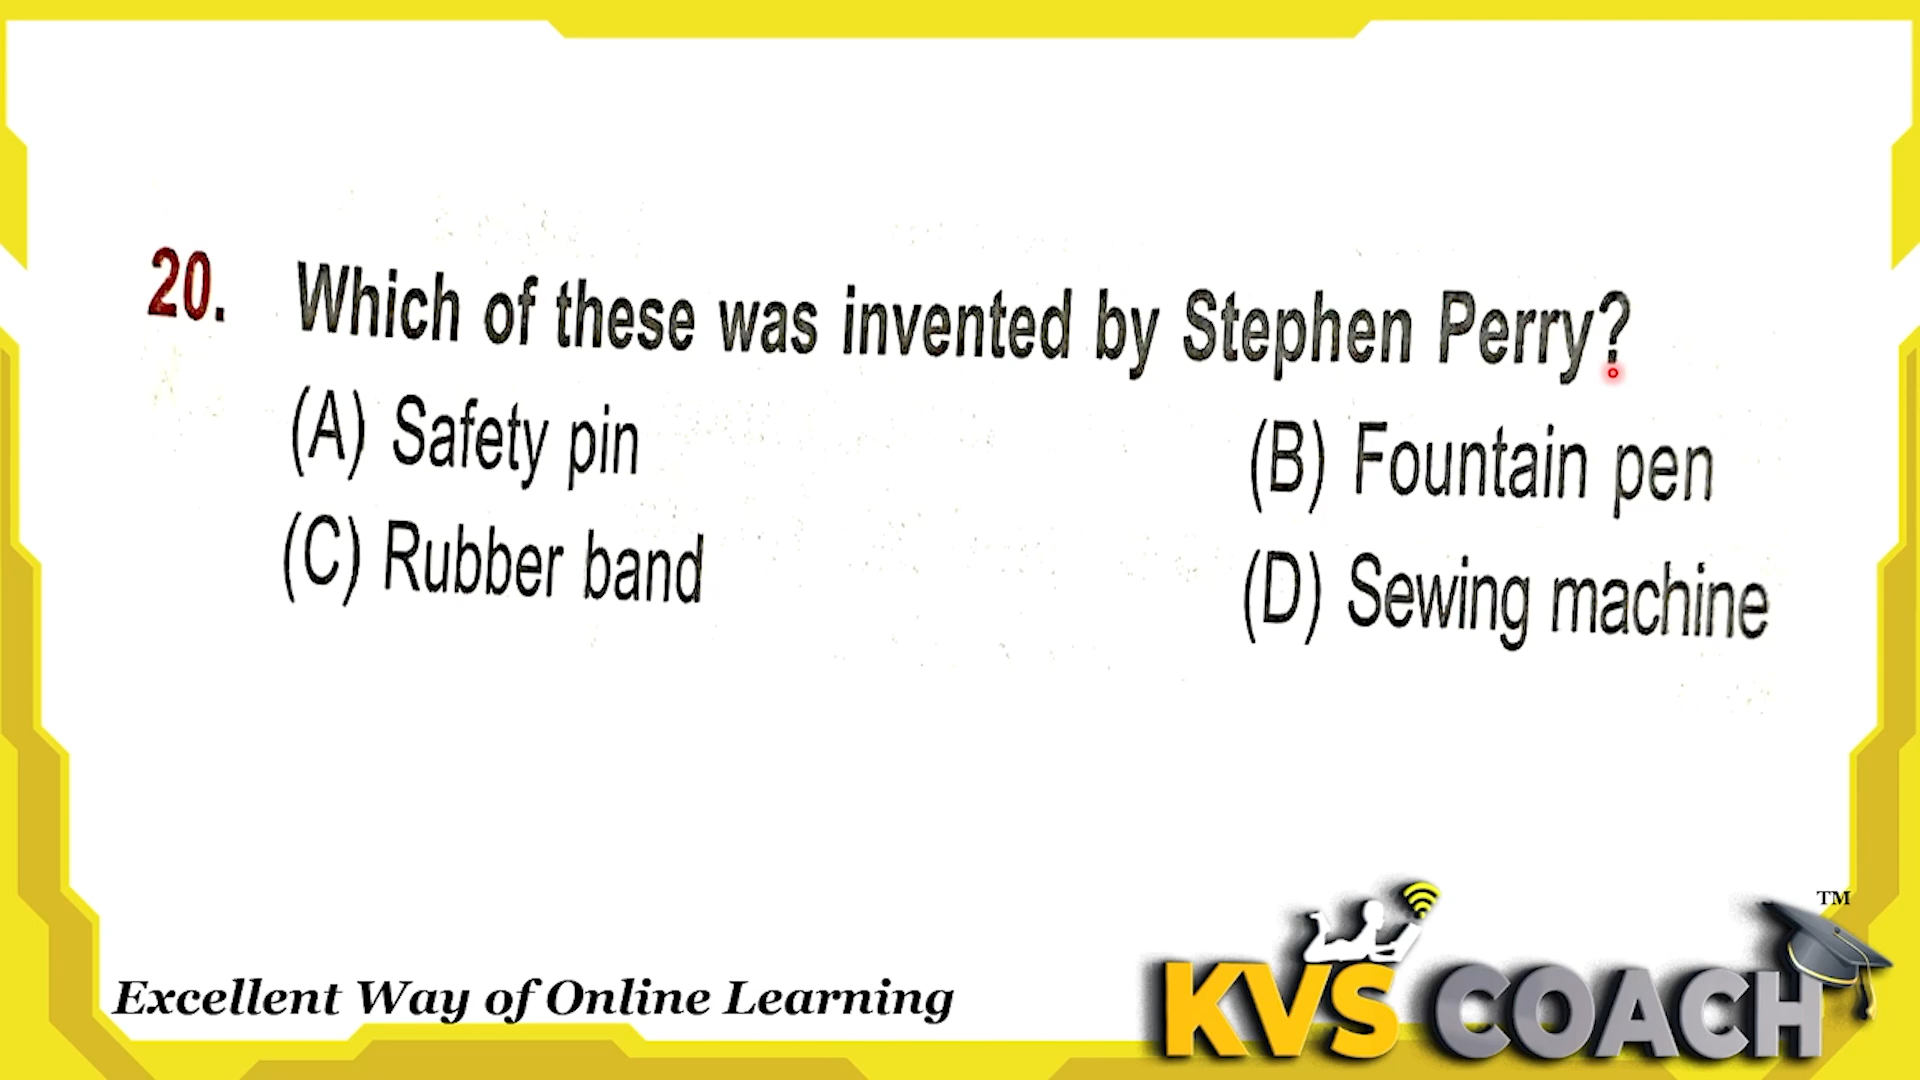 20. Which of these was invented by Stephen Perry?
(A) Safety pin (B) Fountain pen
(C) Rubber band (D) Sewing machine
Excellent Way of Online Learning
KVS COACH TM